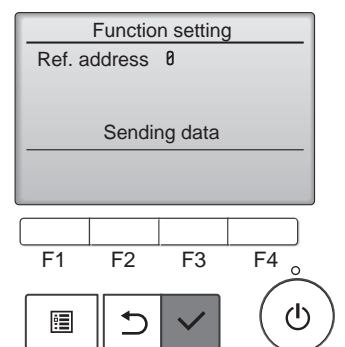 Function setting
Ref. address 0
Sending data
F1 F2 F3 F4